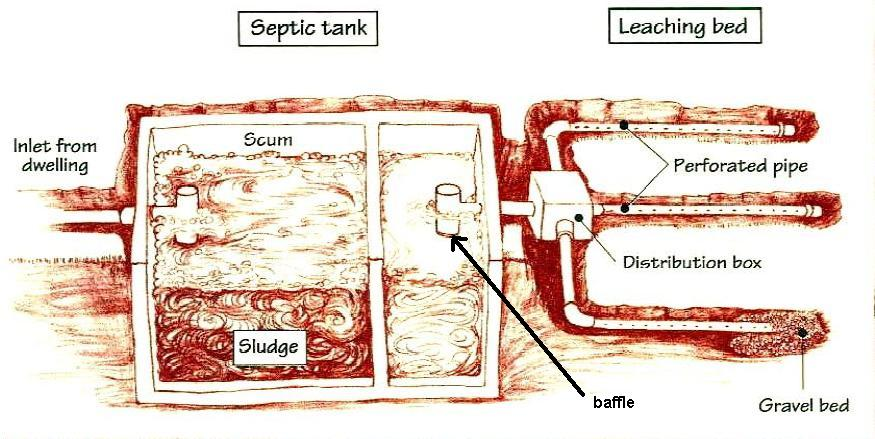 Septic tank
Leaching bed
Scum
Inlet from
dwelling
Perforated pipe
Distribution box
Sludge
baffle
Gravel bed